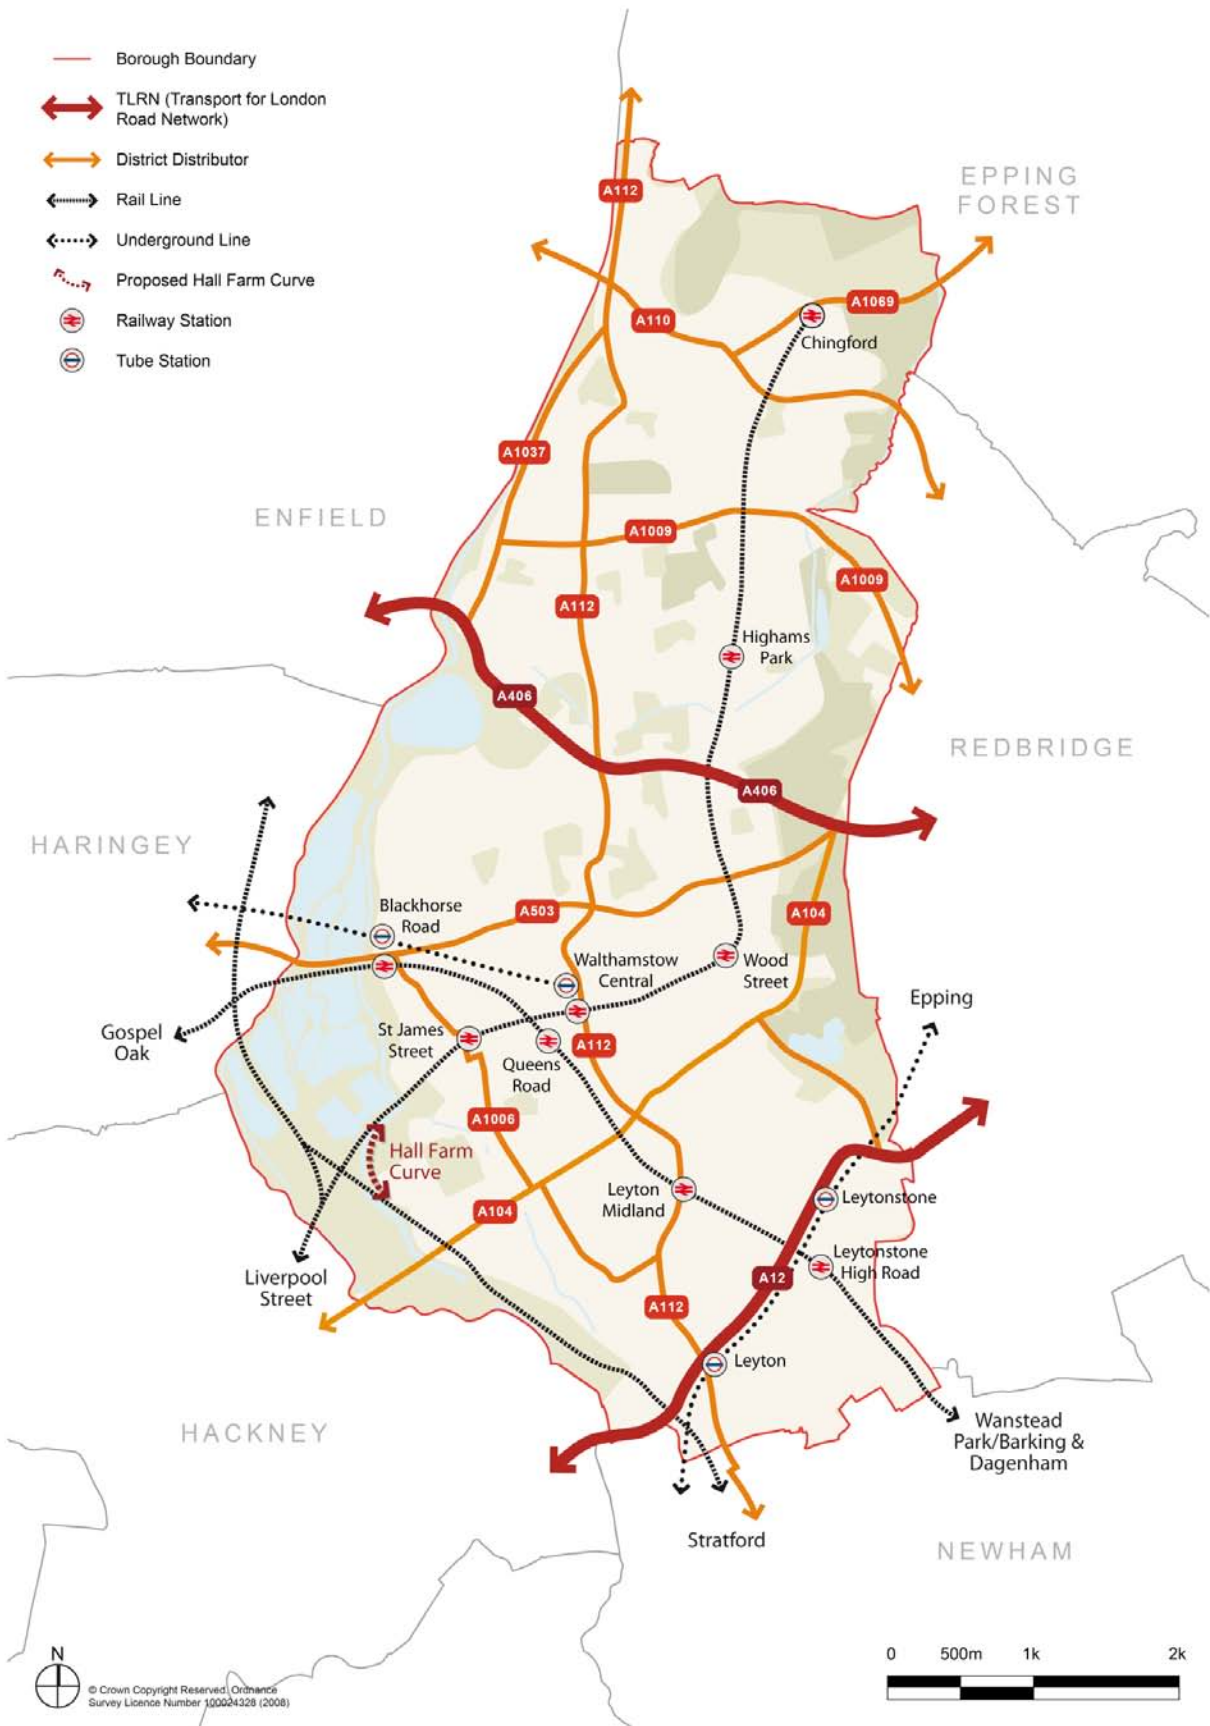 Borough Boundary
TLRN (Transport for London
Road Network)
District Distributor
Rail Line
Underground Line
Proposed Hall Farm Curve
Railway Station
Tube Station
A112
EPPING
FOREST
A1069
A110
Chingford
A1037
ENFIELD
A1009
A1009
A112
Highams
Park
A406
REDBRIDGE
A406
HARINGEY
Blackhorse
Road
A503
A104
Walthamstow
Central
Wood
Street
Epping
Gospel
Oak
St James
Street
A112
Queens
Road
A1006
Hall Farm
Curve
Leyton
Midland
Leytonstone
A104
Leytonstone
High Road
Liverpool
Street
A12
A112
Leyton
HACKNEY
Wanstead
Park/Barking &
Dagenham
Stratford
NEWHAM
N
0 500m 1k 2k
© Crown Copyright Reserved. Ordnance
Survey Licence Number 100024328 (2008)